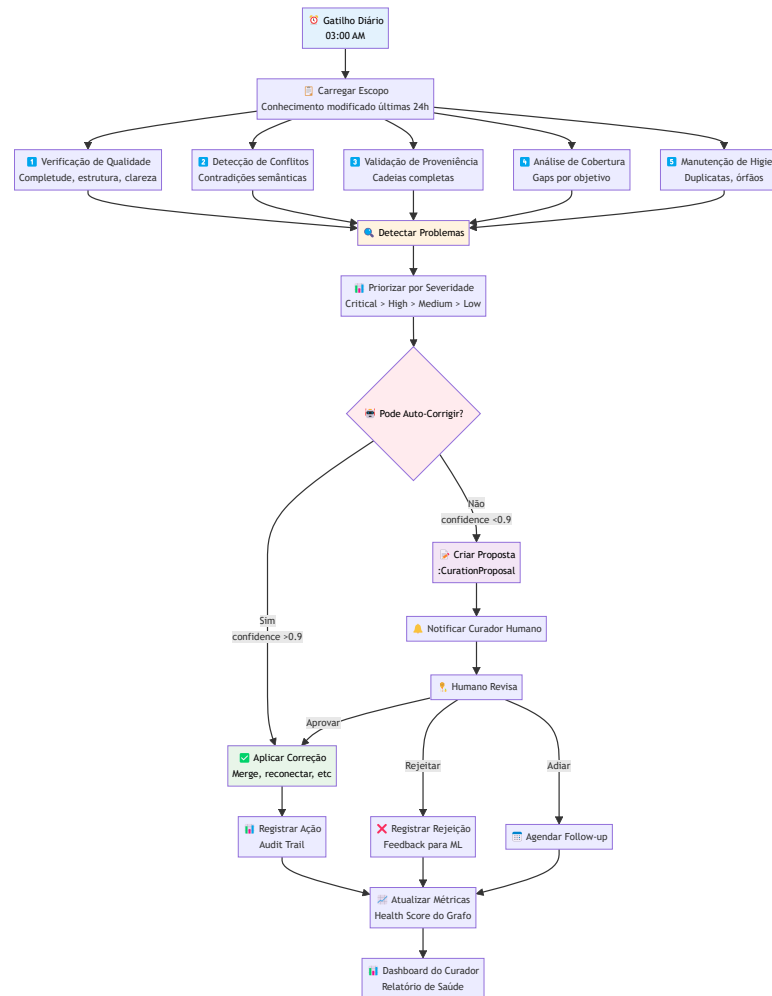 ⏰ Gatilho Diário
03:00 AM
📋 Carregar Escopo
Conhecimento modificado últimas 24h
1️⃣ Verificação de Qualidade
Completude, estrutura, clareza
2️⃣ Detecção de Conflitos
Contradições semânticas
3️⃣ Validação de Proveniência
Cadeias completas
4️⃣ Análise de Cobertura
Gaps por objetivo
5️⃣ Manutenção de Higie
Duplicatas, órfãos
🔍 Detectar Problemas
📊 Priorizar por Severidade
Critical > High > Medium > Low
🤖 Pode Auto-Corrigir?
Não
confidence <0.9
📝 Criar Proposta
:CurationProposal
Sim
confidence >0.9
🔔 Notificar Curador Humano
Humano Revisa
Aprovar
Rejeitar
Adiar
✅ Aplicar Correção
Merge, reconectar, etc
📊 Registrar Ação
Audit Trail
❌ Registrar Rejeição
Feedback para ML
📅 Agendar Follow-up
📈 Atualizar Métricas
Health Score do Grafo
📊 Dashboard do Curador
Relatório de Saúde